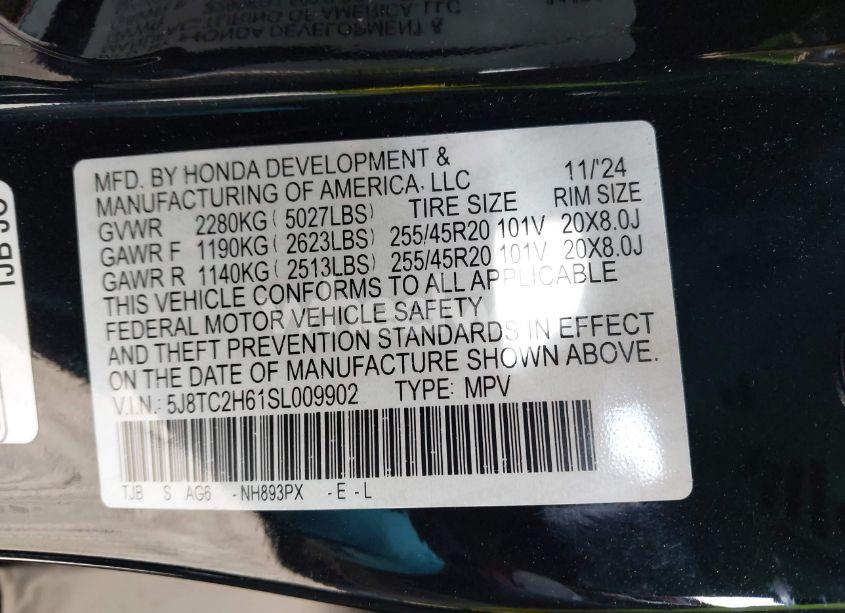 MFD. BY HONDA DEVELOPMENT & 11/'24
MANUFACTURING OF AMERICA, LLC
GVWR 2280KG ( 5027LBS) TIRE SIZE RIM SIZE
GAWR F 1190KG ( 2623LBS) 255/45R20 101V 20X8.0J
GAWR R 1140KG ( 2513LBS) 255/45R20 101V 20X8.0J
THIS VEHICLE CONFORMS TO ALL APPLICABLE
FEDERAL MOTOR VEHICLE SAFETY
AND THEFT PREVENTION STANDARDS IN EFFECT
ON THE DATE OF MANUFACTURE SHOWN ABOVE.
V.I.N.: 5J8TC2H61SL009902 TYPE: MPV
TJB S AG6 -NH893PX -E -L